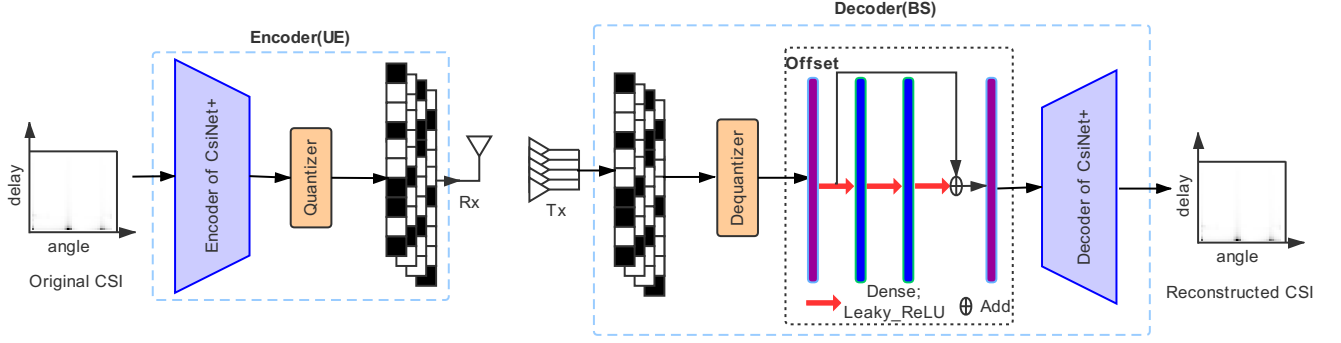 Encoder(UE)
delay
angle
Original CSI
Encoder of CsiNet+
Quantizer
Rx
Decoder(BS)
Tx
Dequantizer
Offset
Dense;
Leaky_ReLU
Add
Decoder of CsiNet+
delay
angle
Reconstructed CSI